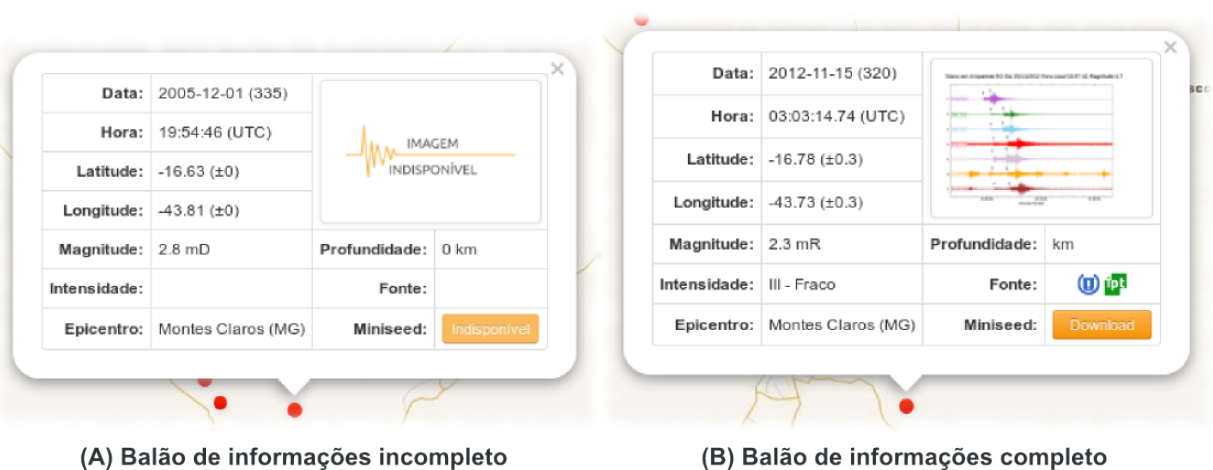 ×
Data: 2005-12-01 (335)
Hora: 19:54:46 (UTC)
Latitude: -16.63 (±0)
Longitude: -43.81 (±0)
IMAGEM
INDISPONÍVEL
Magnitude: 2.8 mD Profundidade: 0 km
Intensidade: Fonte:
Epicentro: Montes Claros (MG) Miniseed: Indisponível
(A) Balão de informações incompleto
×
Data: 2012-11-15 (320)
Hora: 03:03:14.74 (UTC)
Latitude: -16.78 (±0.3)
Longitude: -43.73 (±0.3)
Magnitude: 2.3 mR Profundidade: km
Intensidade: III - Fraco Fonte: ipt
Epicentro: Montes Claros (MG) Miniseed: Download
sco
(B) Balão de informações completo